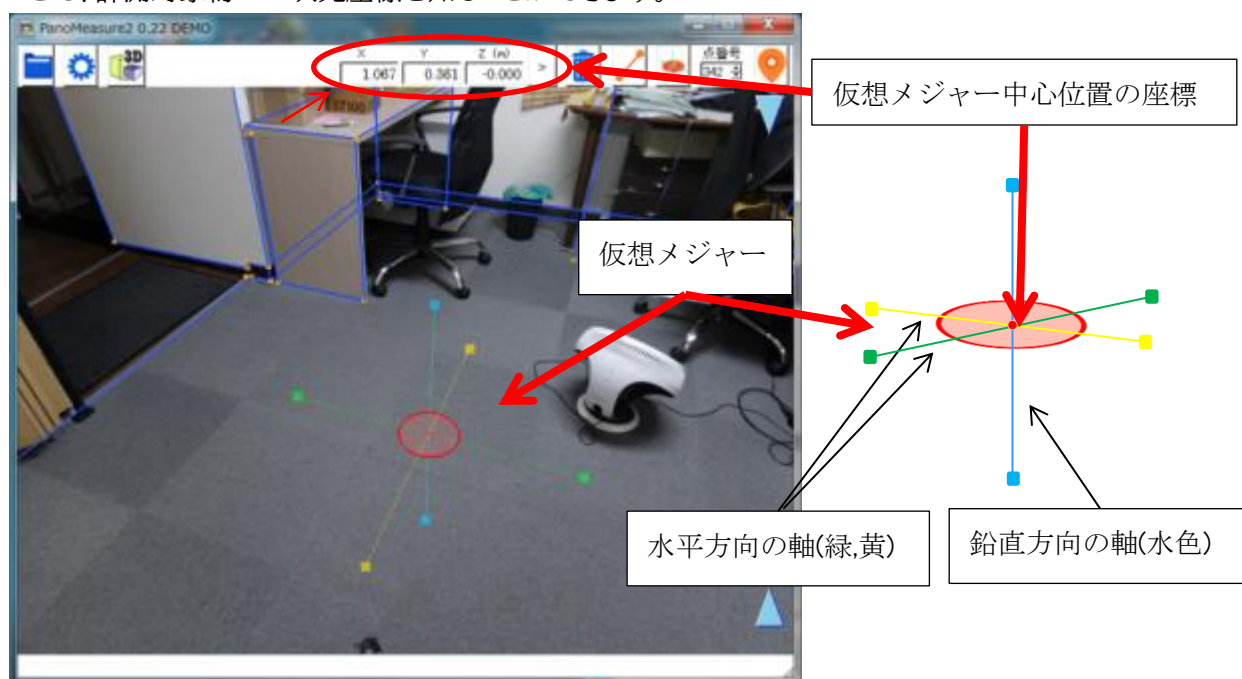 PanoMeasure2 0.22 DEMO
X Y Z (m)
1.067 0.361 -0.000 >
点番号
342
3D
仮想メジャー中心位置の座標
仮想メジャー
水平方向の軸(緑,黄)
鉛直方向の軸(水色)